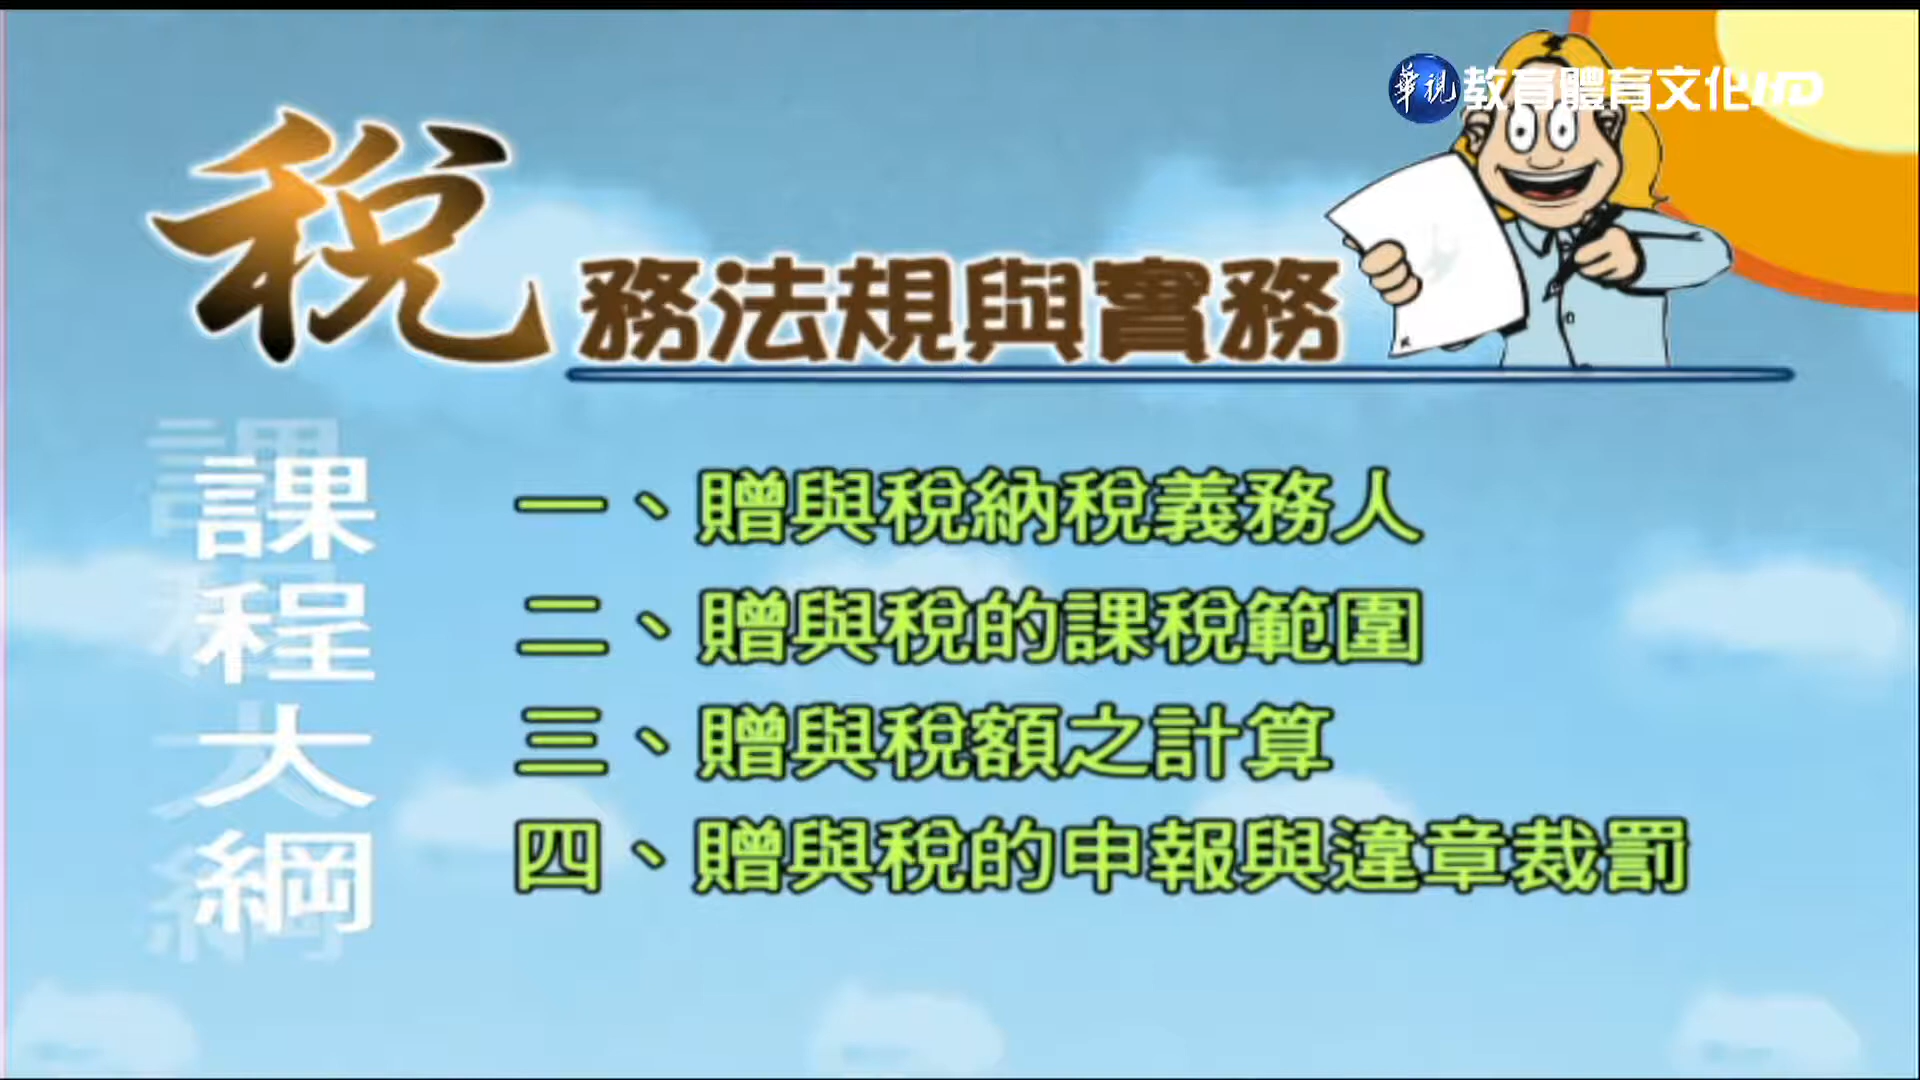 華視 教育體育文化HD
稅務法規與實務
課程大綱
一、贈與稅納稅義務人
二、贈與稅的課稅範圍
三、贈與稅額之計算
四、贈與稅的申報與違章裁罰